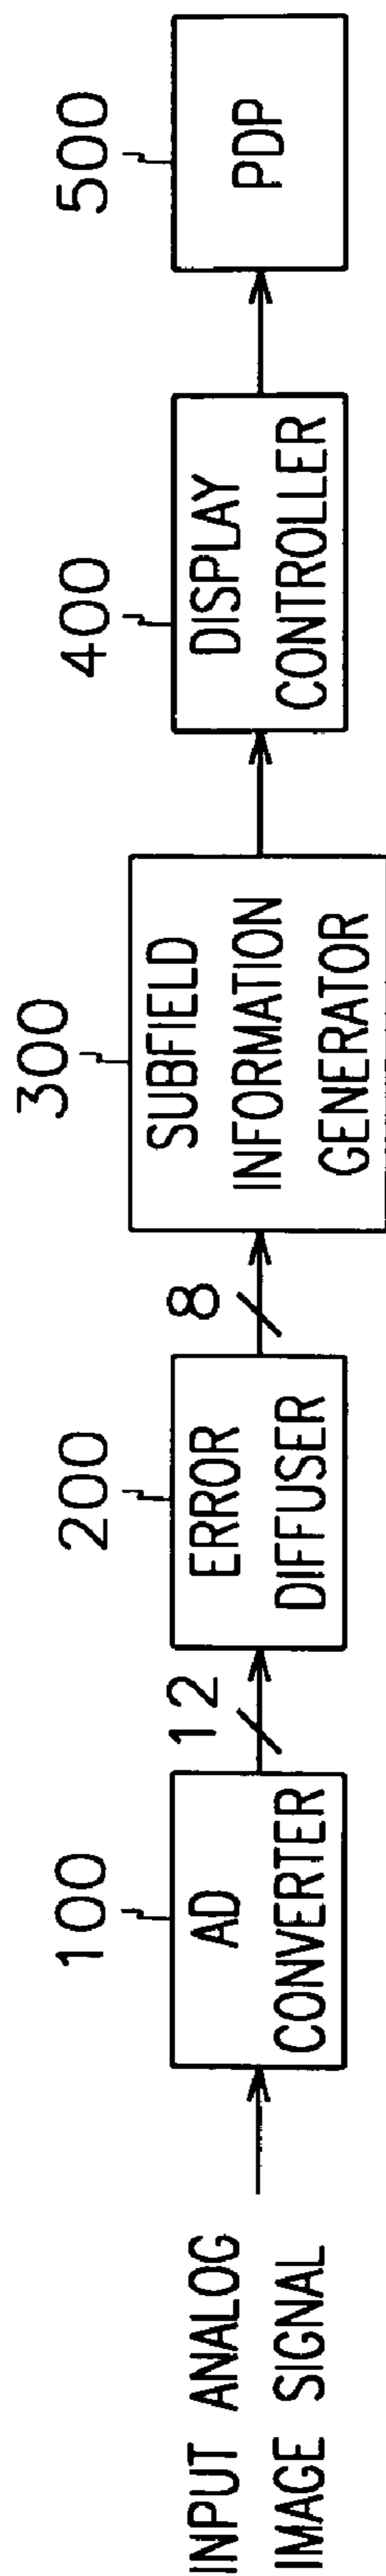 INPUT ANALOG
IMAGE SIGNAL
100
AD
CONVERTER
12
200
ERROR
DIFFUSER
8
300
SUBFIELD
INFORMATION
GENERATOR
400
DISPLAY
CONTROLLER
500
PDP